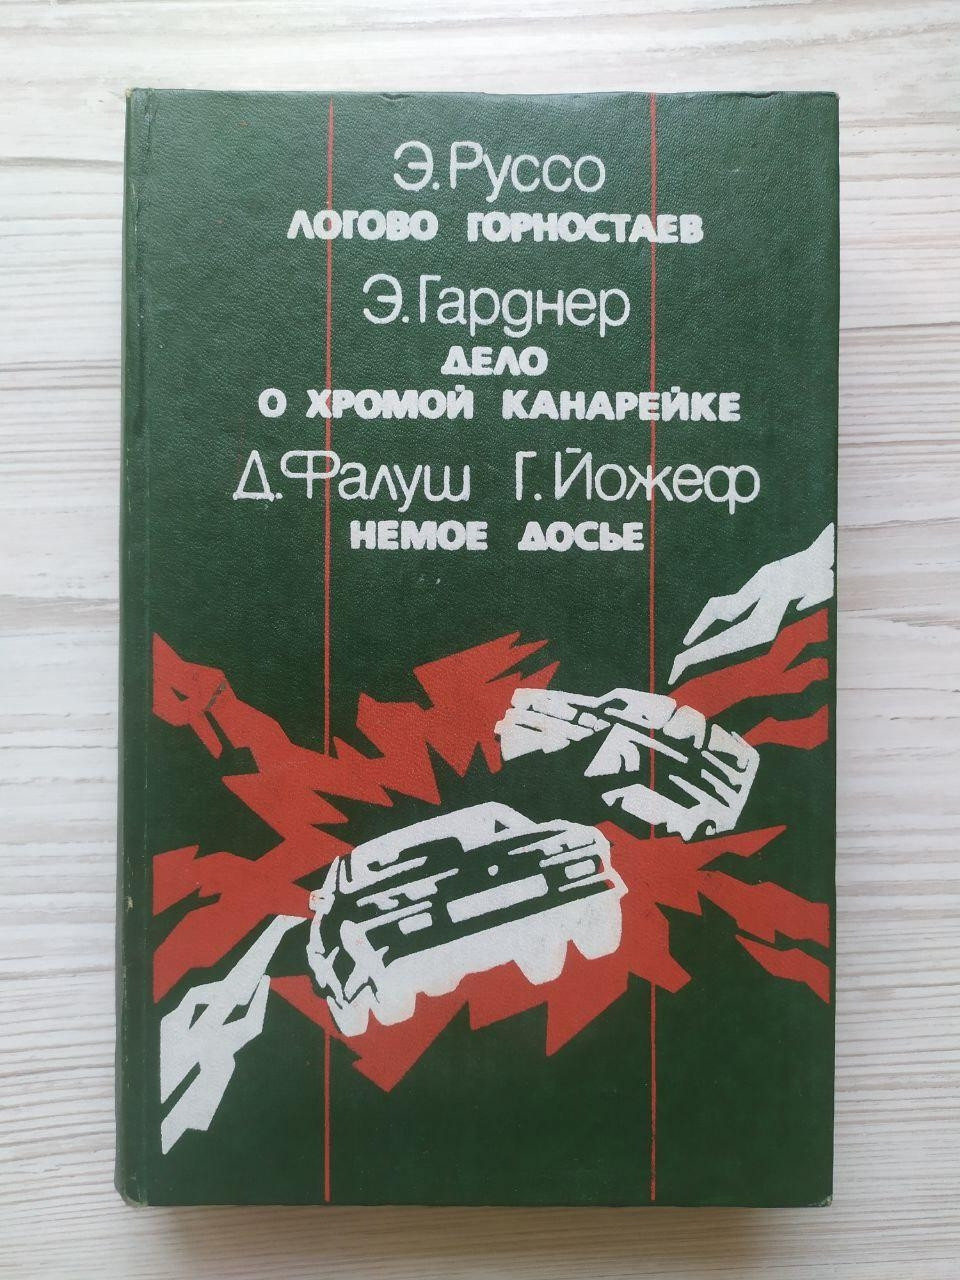 Э. Руссо
ЛОГОВО ГОРНОСТАЕВ
Э. Гарднер
ДЕЛО
О ХРОМОЙ КАНАРЕЙКЕ
Д. Фалуш Г. Йожеф
НЕМОЕ ДОСЬЕ